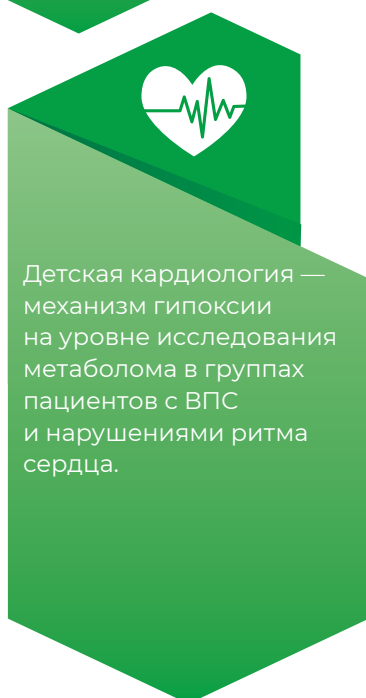 Детская кардиология —
механизм гипоксии
на уровне исследования
метаболома в группах
пациентов с ВПС
и нарушениями ритма
сердца.